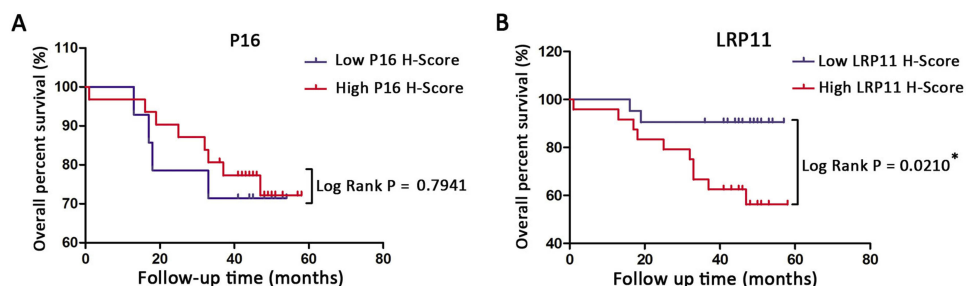 A
P16
Overall percent survival (%)
110
100
90
80
70
60
0
20
40
60
80
Follow-up time (months)
Low P16 H-Score
High P16 H-Score
Log Rank P = 0.7941
B
LRP11
Overall percent survival (%)
120
100
80
60
40
0
20
40
60
80
Follow up time (months)
Low LRP11 H-Score
High LRP11 H-Score
Log Rank P = 0.0210*